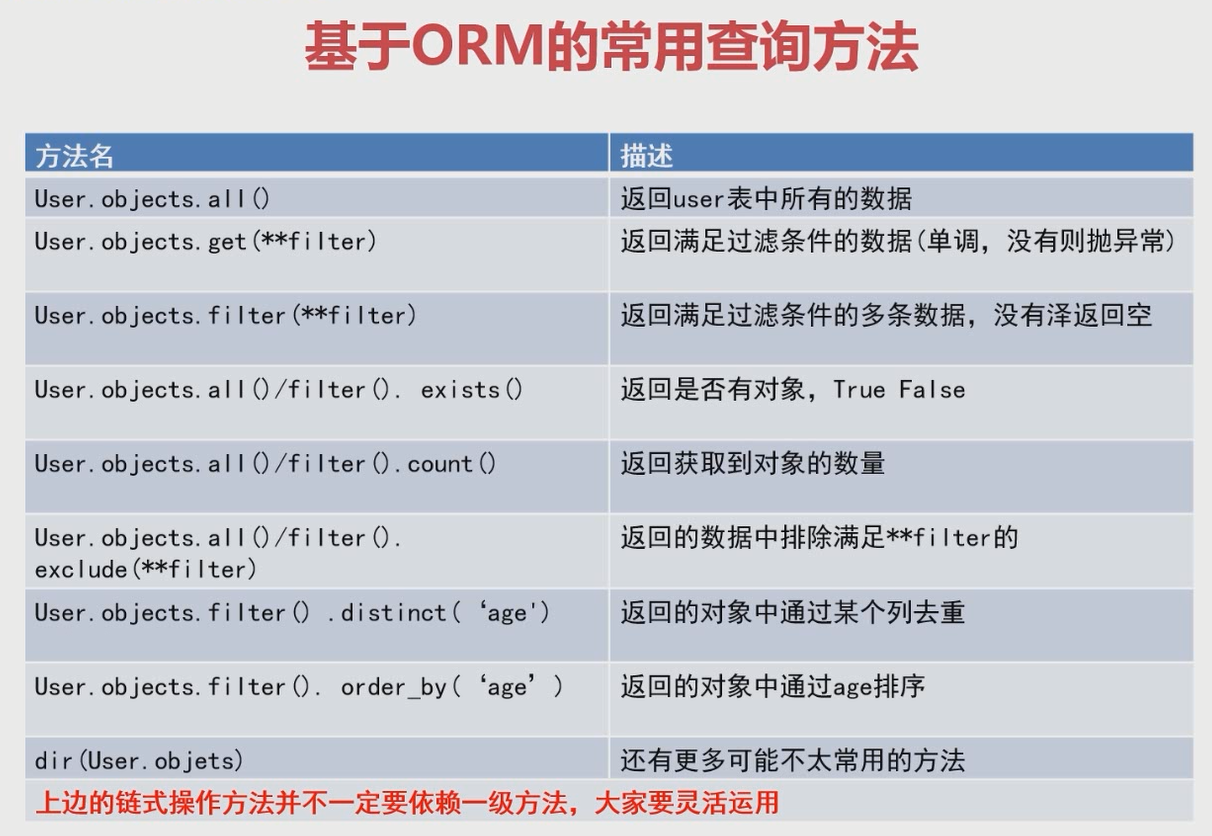 基于ORM的常用查询方法
方法名
描述
User.objects.all()
返回user表中所有的数据
User.objects.get(**filter)
返回满足过滤条件的数据(单调，没有则抛异常)
User.objects.filter(**filter)
返回满足过滤条件的多条数据，没有泽返回空
User.objects.all()/filter(). exists()
返回是否有对象，True False
User.objects.all()/filter().count()
返回获取到对象的数量
User.objects.all()/filter().
exclude(**filter)
返回的数据中排除满足**filter的
User.objects.filter() .distinct(‘age')
返回的对象中通过某个列去重
User.objects.filter(). order_by(‘age’)
返回的对象中通过age排序
dir(User.objets)
还有更多可能不太常用的方法
上边的链式操作方法并不一定要依赖一级方法，大家要灵活运用